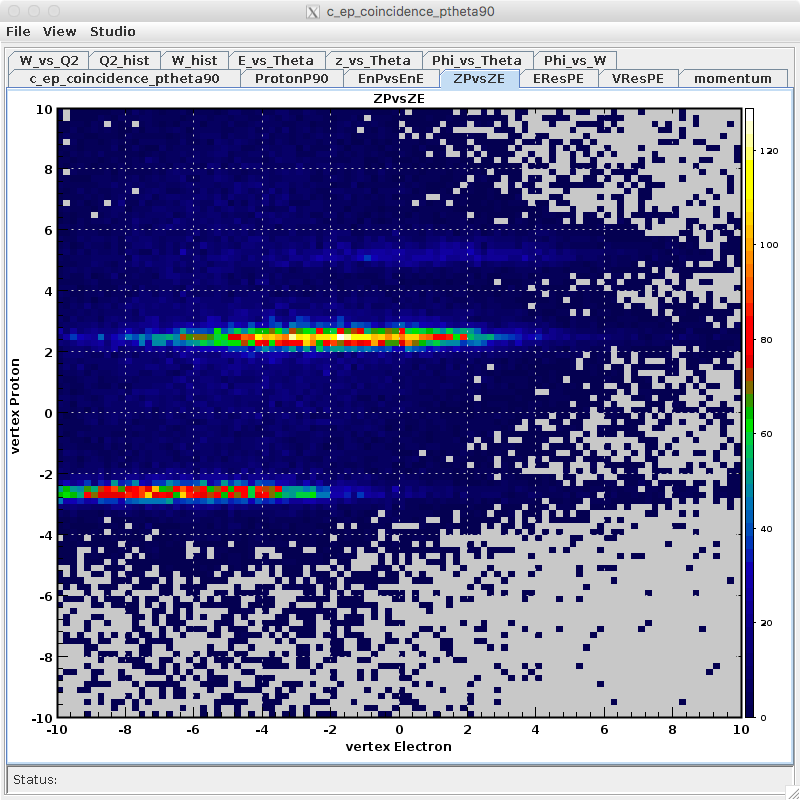 c_ep_coincidence_ptheta90
File View Studio
W_vs_Q2 Q2_hist W_hist E_vs_Theta z_vs_Theta Phi_vs_Theta Phi_vs_W
c_ep_coincidence_ptheta90 ProtonP90 EnPvsEnE ZPvsZE EResPE VResPE momentum
ZPvsZE
10
8
6
4
2
0
-2
-4
-6
-8
-10
vertex Proton
-10 -8 -6 -4 -2 0 2 4 6 8 10
vertex Electron
120
100
80
60
40
20
0
Status: